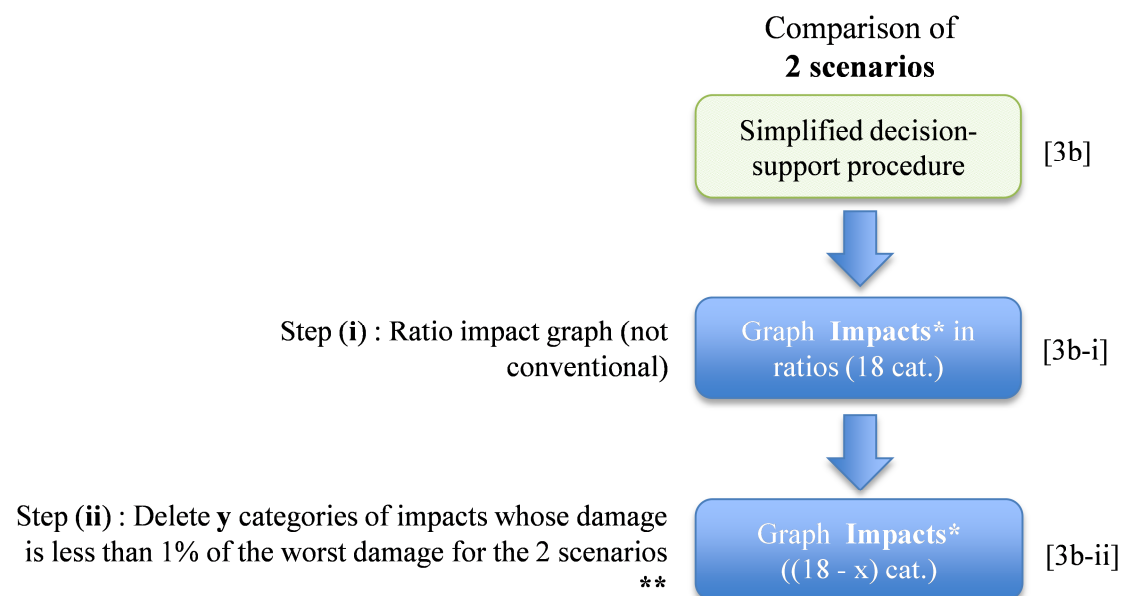 Comparison of
2 scenarios
Simplified decision-
support procedure
[3b]
Step (i) : Ratio impact graph (not
conventional)
Graph Impacts* in
ratios (18 cat.)
[3b-i]
Step (ii) : Delete y categories of impacts whose damage
is less than 1% of the worst damage for the 2 scenarios
**
Graph Impacts*
((18 - x) cat.)
[3b-ii]